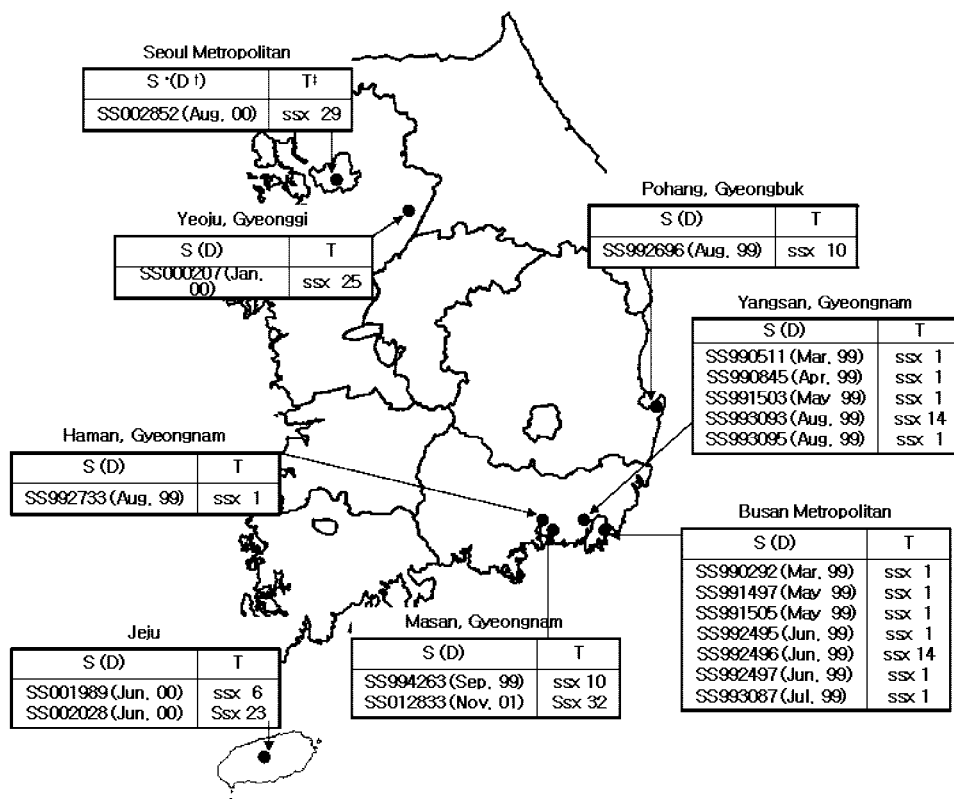 Seoul Metropolitan
S *(D †) T‡
SS002852 (Aug, 00) ssx 29
Yeoju, Gyeonggi
S (D) T
SS000207 (Jan, 00) ssx 25
Pohang, Gyeongbuk
S (D) T
SS992696 (Aug, 99) ssx 10
Yangsan, Gyeongnam
S (D) T
SS990511 (Mar, 99) ssx 1
SS990845 (Apr, 99) ssx 1
SS991503 (May 99) ssx 1
SS993093 (Aug, 99) ssx 14
SS993095 (Aug, 99) ssx 1
Haman, Gyeongnam
S (D) T
SS992733 (Aug, 99) ssx 1
Busan Metropolitan
S (D) T
SS990292 (Mar, 99) ssx 1
SS991497 (May 99) ssx 1
SS991505 (May 99) ssx 1
SS992495 (Jun, 99) ssx 1
SS992496 (Jun, 99) ssx 14
SS992497 (Jun, 99) ssx 1
SS993087 (Jul, 99) ssx 1
Masan, Gyeongnam
S (D) T
SS994263 (Sep, 99) ssx 10
SS012833 (Nov, 01) Ssx 32
Jeju
S (D) T
SS001989 (Jun, 00) ssx 6
SS002028 (Jun, 00) Ssx 23